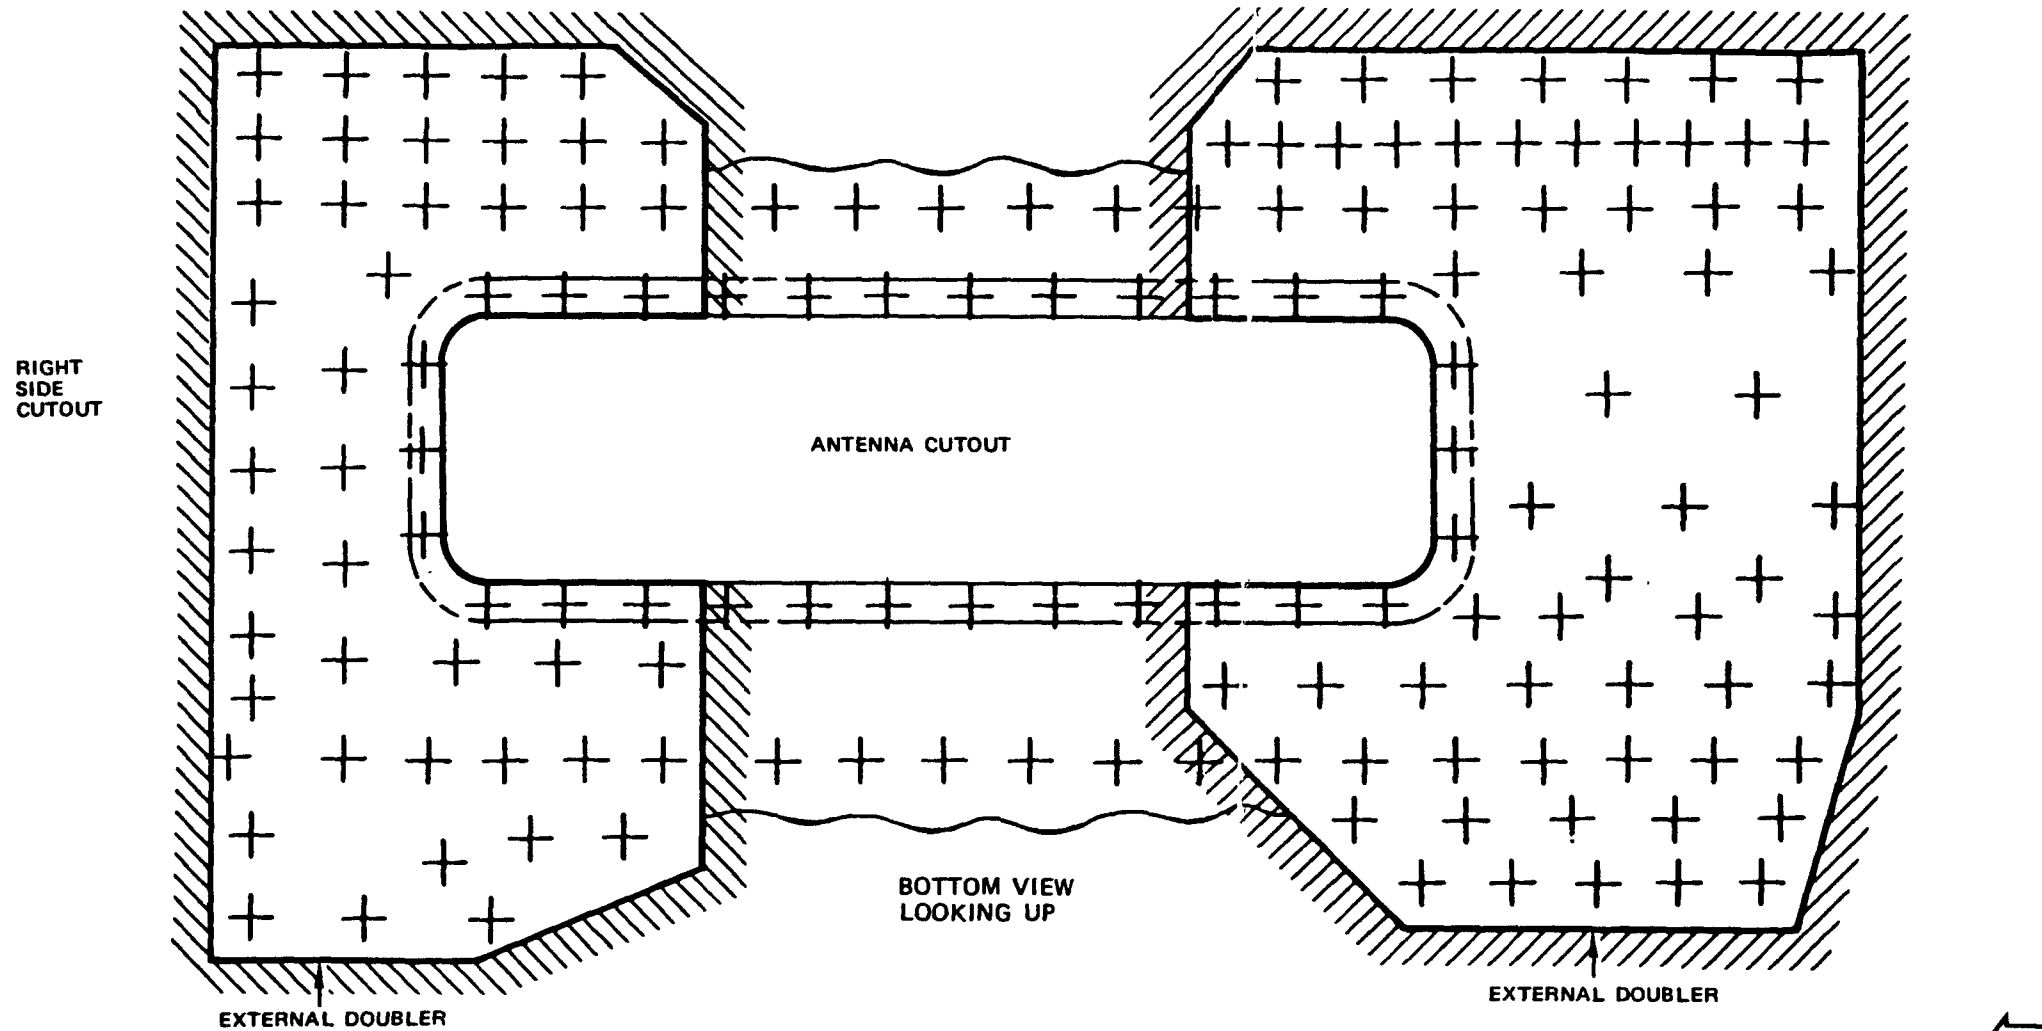 RIGHT
SIDE
CUTOUT
ANTENNA CUTOUT
BOTTOM VIEW
LOOKING UP
EXTERNAL DOUBLER
EXTERNAL DOUBLER